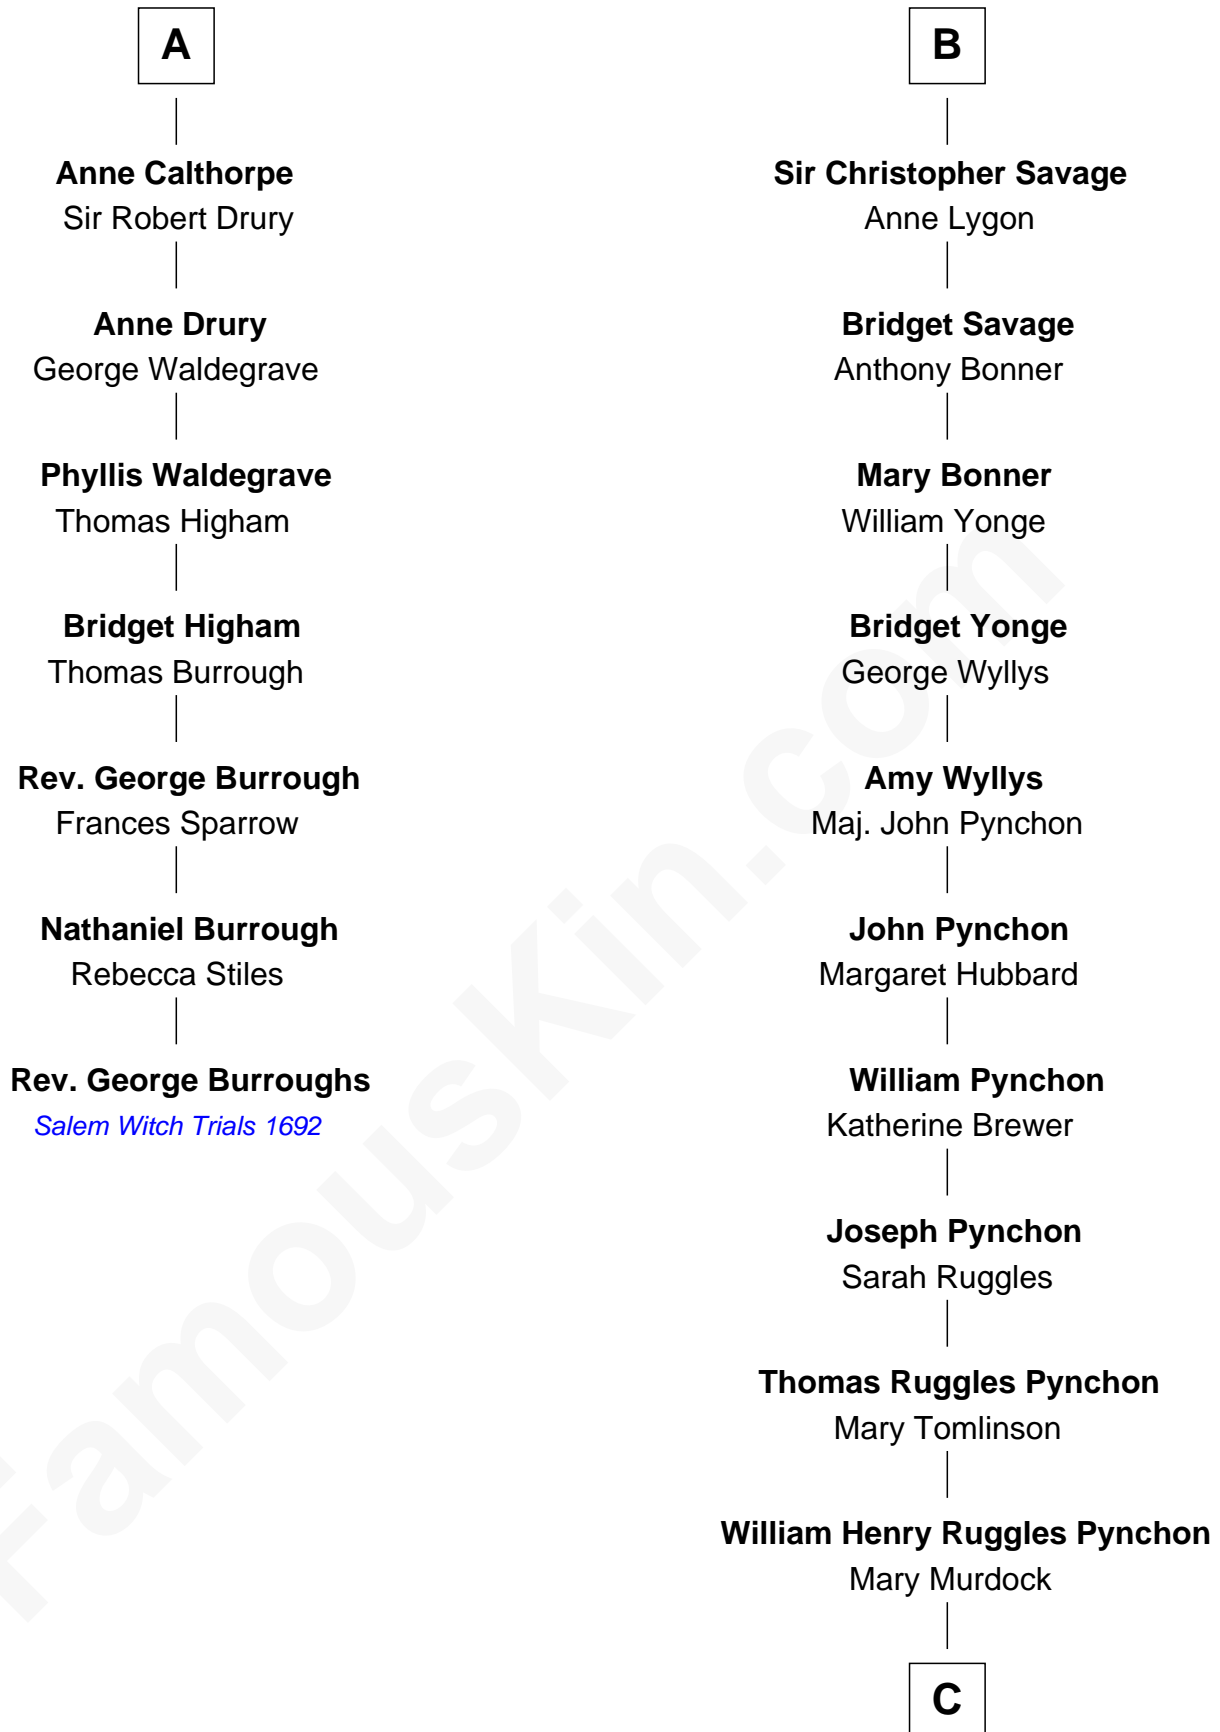 A
Anne Calthorpe
Sir Robert Drury
Anne Drury
George Waldegrave
Phyllis Waldegrave
Thomas Higham
Bridget Higham
Thomas Burrough
Rev. George Burrough
Frances Sparrow
Nathaniel Burrough
Rebecca Stiles
Rev. George Burroughs
Salem Witch Trials 1692
B
Sir Christopher Savage
Anne Lygon
Bridget Savage
Anthony Bonner
Mary Bonner
William Yonge
Bridget Yonge
George Wyllys
Amy Wyllys
Maj. John Pynchon
John Pynchon
Margaret Hubbard
William Pynchon
Katherine Brewer
Joseph Pynchon
Sarah Ruggles
Thomas Ruggles Pynchon
Mary Tomlinson
William Henry Ruggles Pynchon
Mary Murdock
C
FamousKin.com